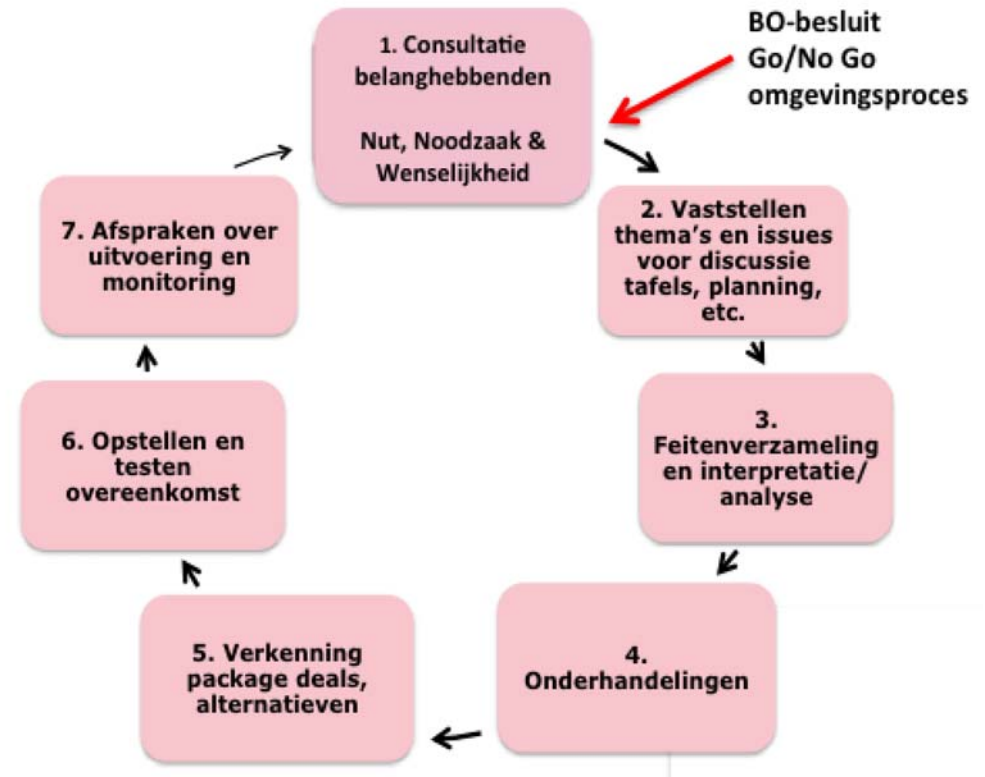 BO-besluit
Go/No Go
omgevingsproces
1. Consultatie
belanghebbenden
Nut, Noodzaak &
Wenselijkheid
2. Vaststellen
thema's en issues
voor discussie
tafels, planning,
etc.
3.
Feitenverzameling
en interpretatie/
analyse
4.
Onderhandelingen
5. Verkenning
package deals,
alternatieven
6. Opstellen en
testen
overeenkomst
7. Afspraken over
uitvoering en
monitoring